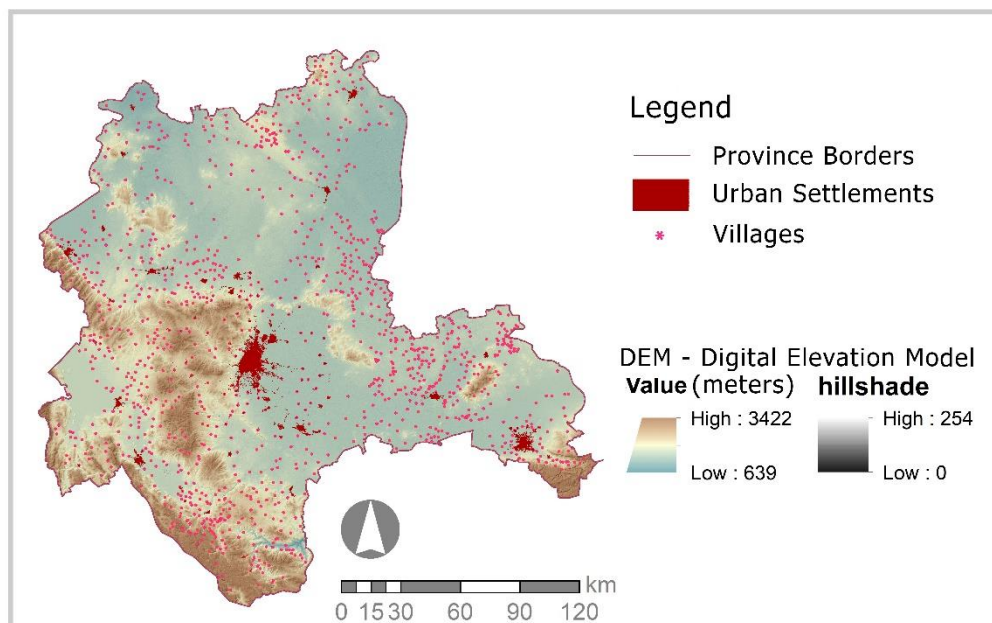 Legend
Province Borders
Urban Settlements
Villages
DEM - Digital Elevation Model
Value (meters) hillshade
High : 3422 High : 254
Low : 639 Low : 0
km
0 15 30 60 90 120